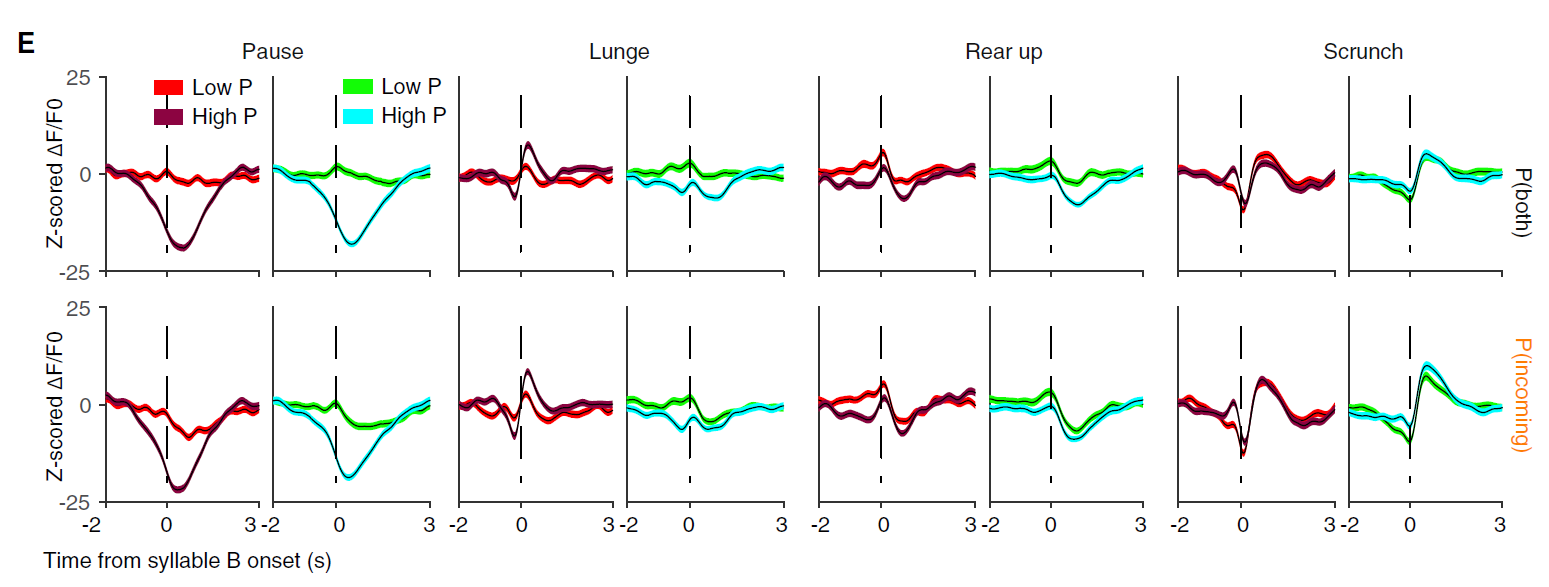 E
Pause Lunge Rear up Scrunch
25 Low P Low P
High P High P
Z-scored ΔF/F0
0
-25
P(both)
25
Z-scored ΔF/F0
0
-25
P(incoming)
-2 0 3 -2 0 3 -2 0 3 -2 0 3 -2 0 3 -2 0 3 -2 0 3 -2 0 3
Time from syllable B onset (s)